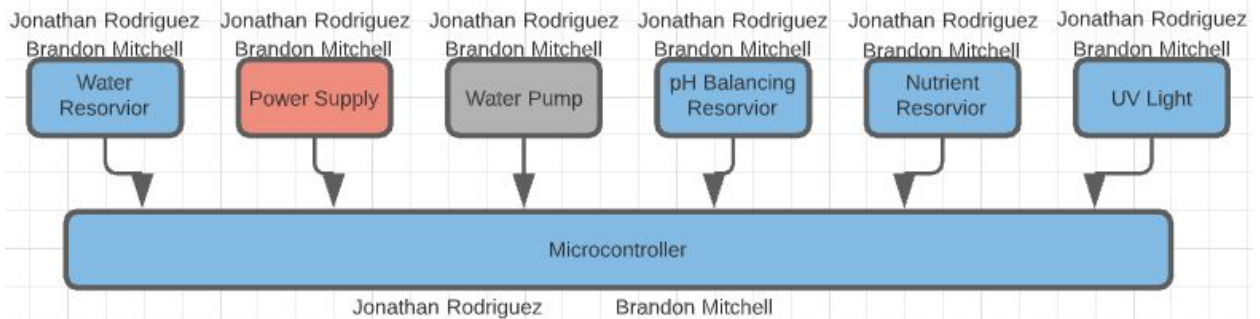 Jonathan Rodriguez Jonathan Rodriguez Jonathan Rodriguez Jonathan Rodriguez Jonathan Rodriguez Jonathan Rodriguez
Brandon Mitchell Brandon Mitchell Brandon Mitchell Brandon Mitchell Brandon Mitchell Brandon Mitchell
Water
Resorvior
Power Supply
Water Pump
pH Balancing
Resorvior
Nutrient
Resorvior
UV Light
Microcontroller
Jonathan Rodriguez Brandon Mitchell